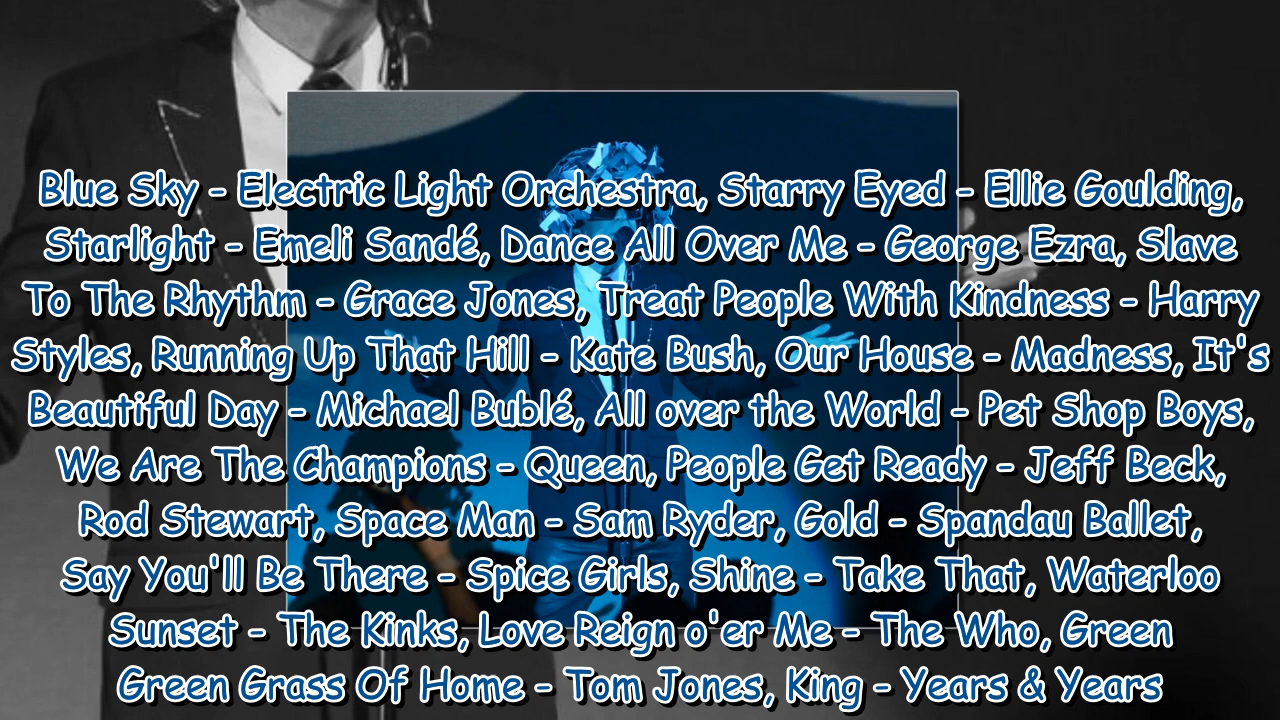 Blue Sky – Electric Light Orchestra, Starry Eyed – Ellie Goulding,
Starlight – Emeli Sandé, Dance All Over Me – George Ezra, Slave
To The Rhythm – Grace Jones, Treat People With Kindness – Harry
Styles, Running Up That Hill – Kate Bush, Our House – Madness, It's
Beautiful Day – Michael Bublé, All over the World – Pet Shop Boys,
We Are The Champions – Queen, People Get Ready – Jeff Beck,
Rod Stewart, Space Man – Sam Ryder, Gold – Spandau Ballet,
Say You'll Be There – Spice Girls, Shine – Take That, Waterloo
Sunset – The Kinks, Love Reign o'er Me – The Who, Green
Green Grass Of Home – Tom Jones, King – Years & Years